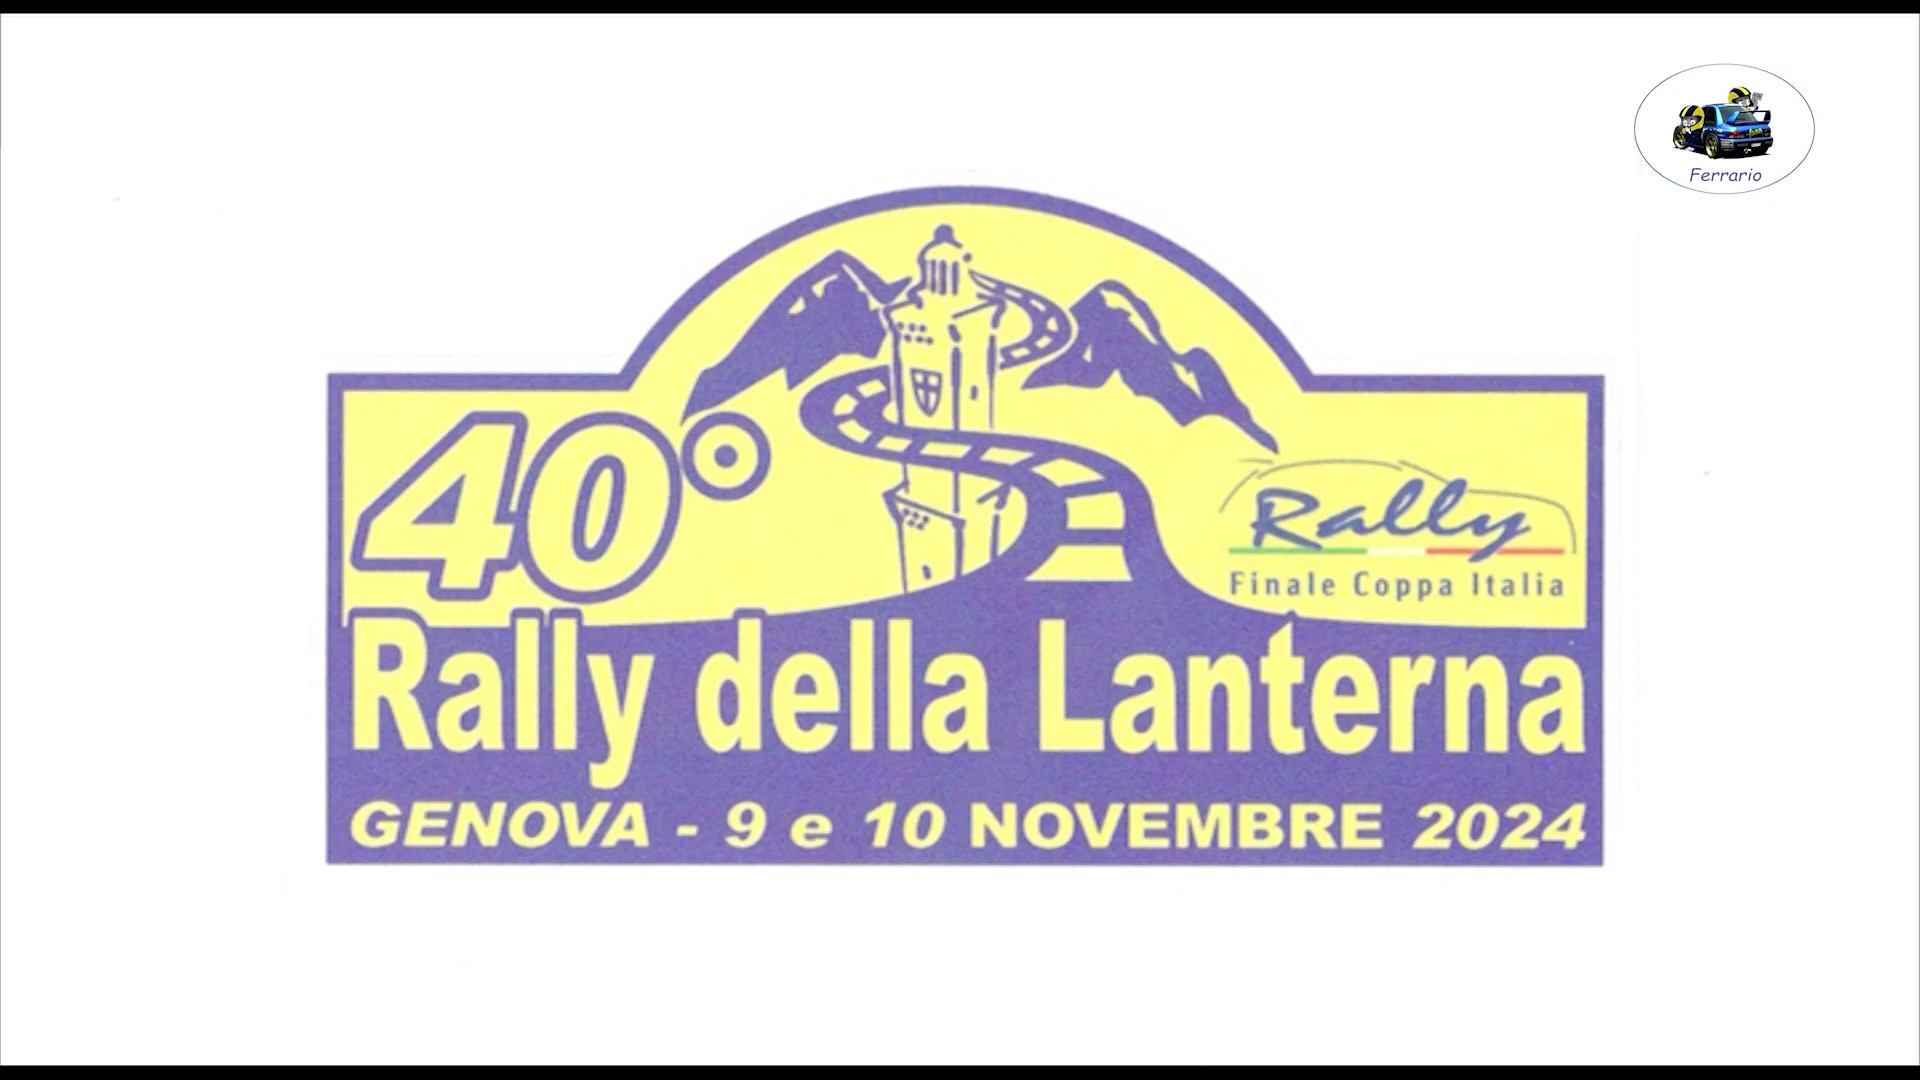 Ferrario
40°
Rally
Finale Coppa Italia
Rally della Lanterna
GENOVA - 9 e 10 NOVEMBRE 2024